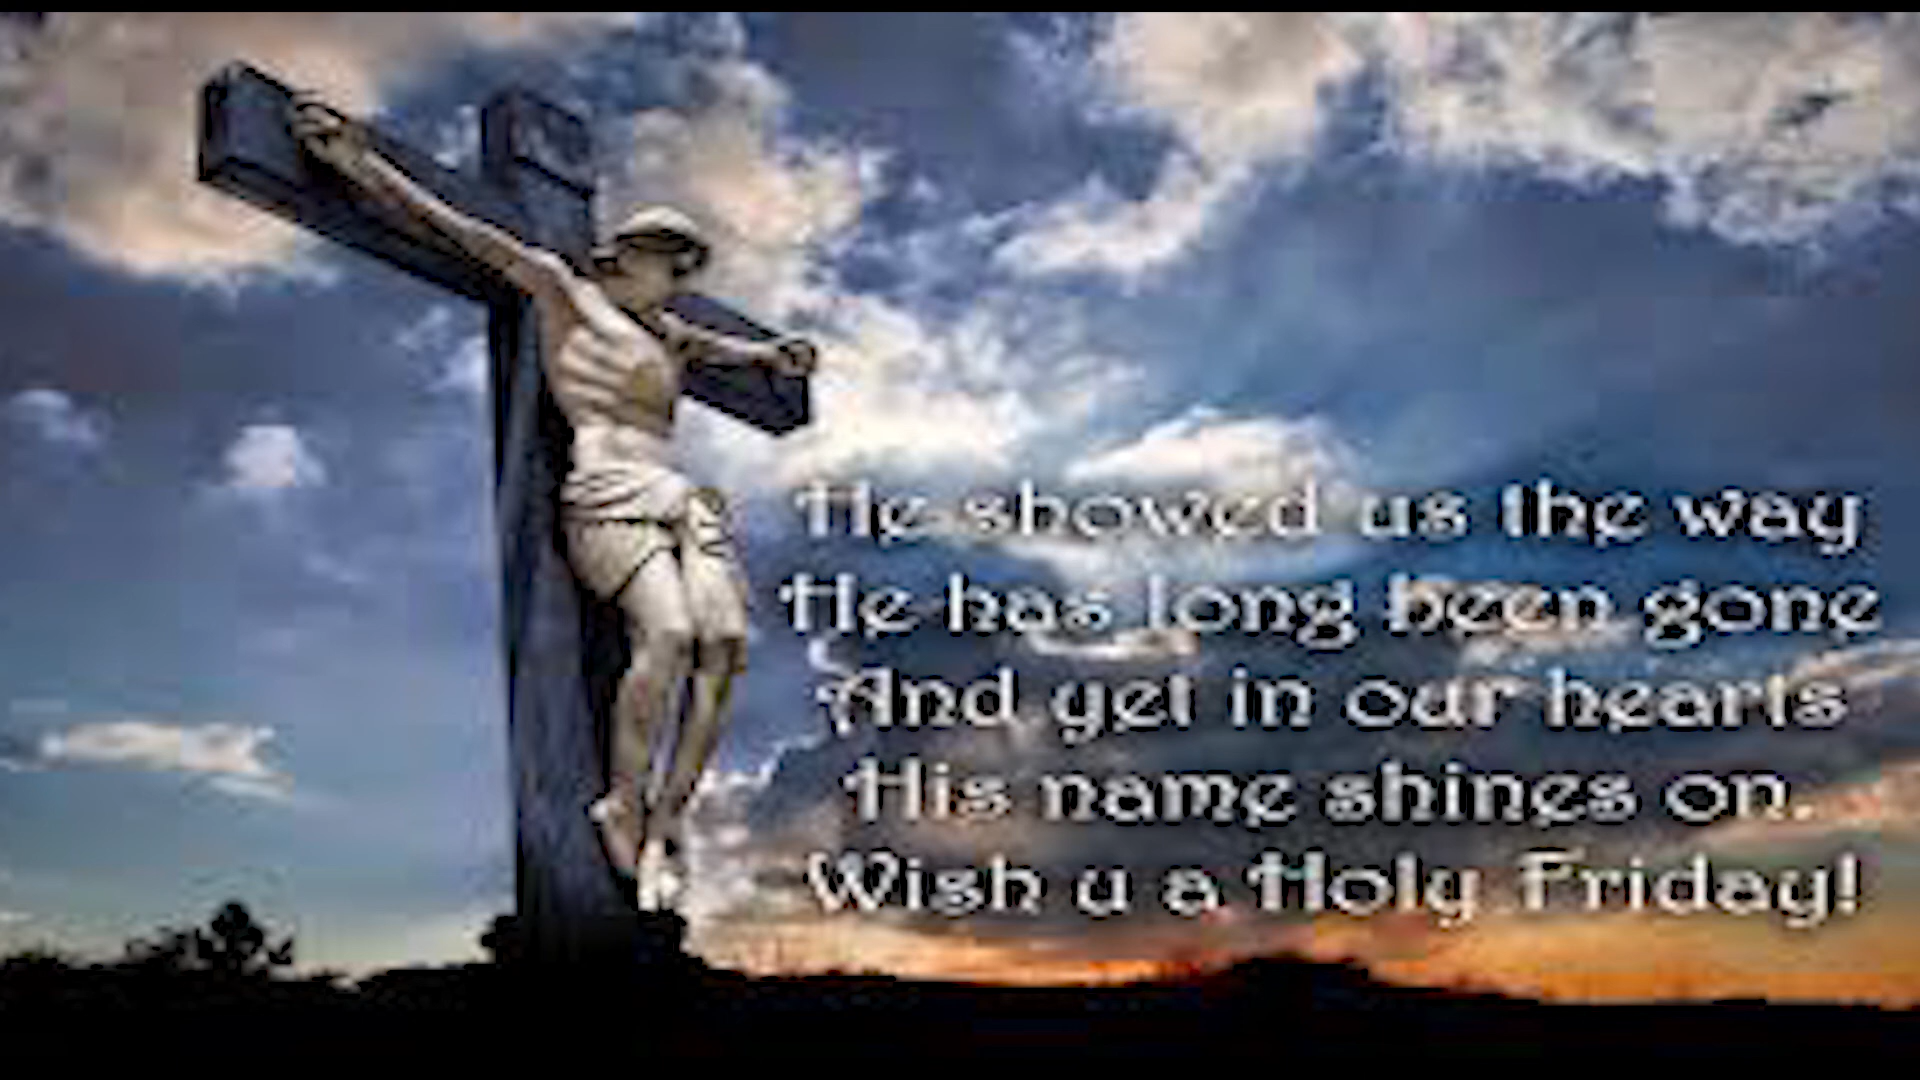 He showed us the way
He has long been gone
And yet in our hearts
His name shines on.
Wish u a Holy Friday!